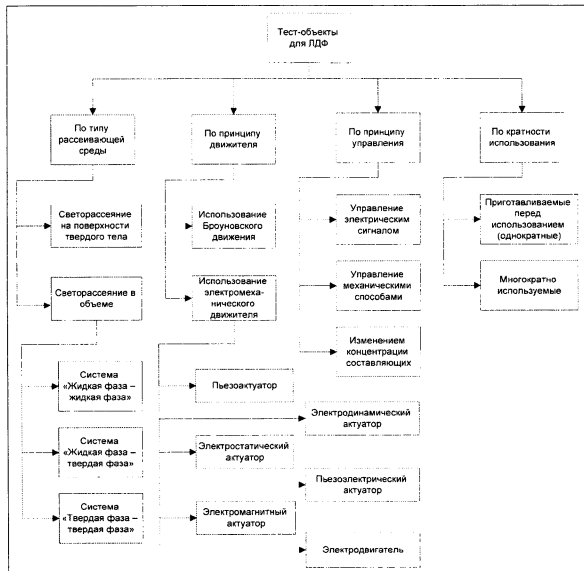 Тест-объекты
для ЛДФ
По типу
рассеивающей
среды
По принципу
движителя
По принципу
управления
По кратности
использования
Светорассеяние
на поверхности
твердого тела
Использование
Броуновского
движения
Управление
электрическим
сигналом
Приготавливаемые
перед
использованием
(однократные)
Светорассеяние в
объеме
Использование
электромеха-
нического
движителя
Управление
механическими
способами
Многократно
используемые
Изменением
концентрации
составляющих
Система
«Жидкая фаза –
жидкая фаза»
Пьезоактуатор
Электродинамический
актуатор
Система
«Жидкая фаза –
твердая фаза»
Электростатический
актуатор
Пьезоэлектрический
актуатор
Система
«Твердая фаза –
твердая фаза»
Электромагнитный
актуатор
Электродвигатель